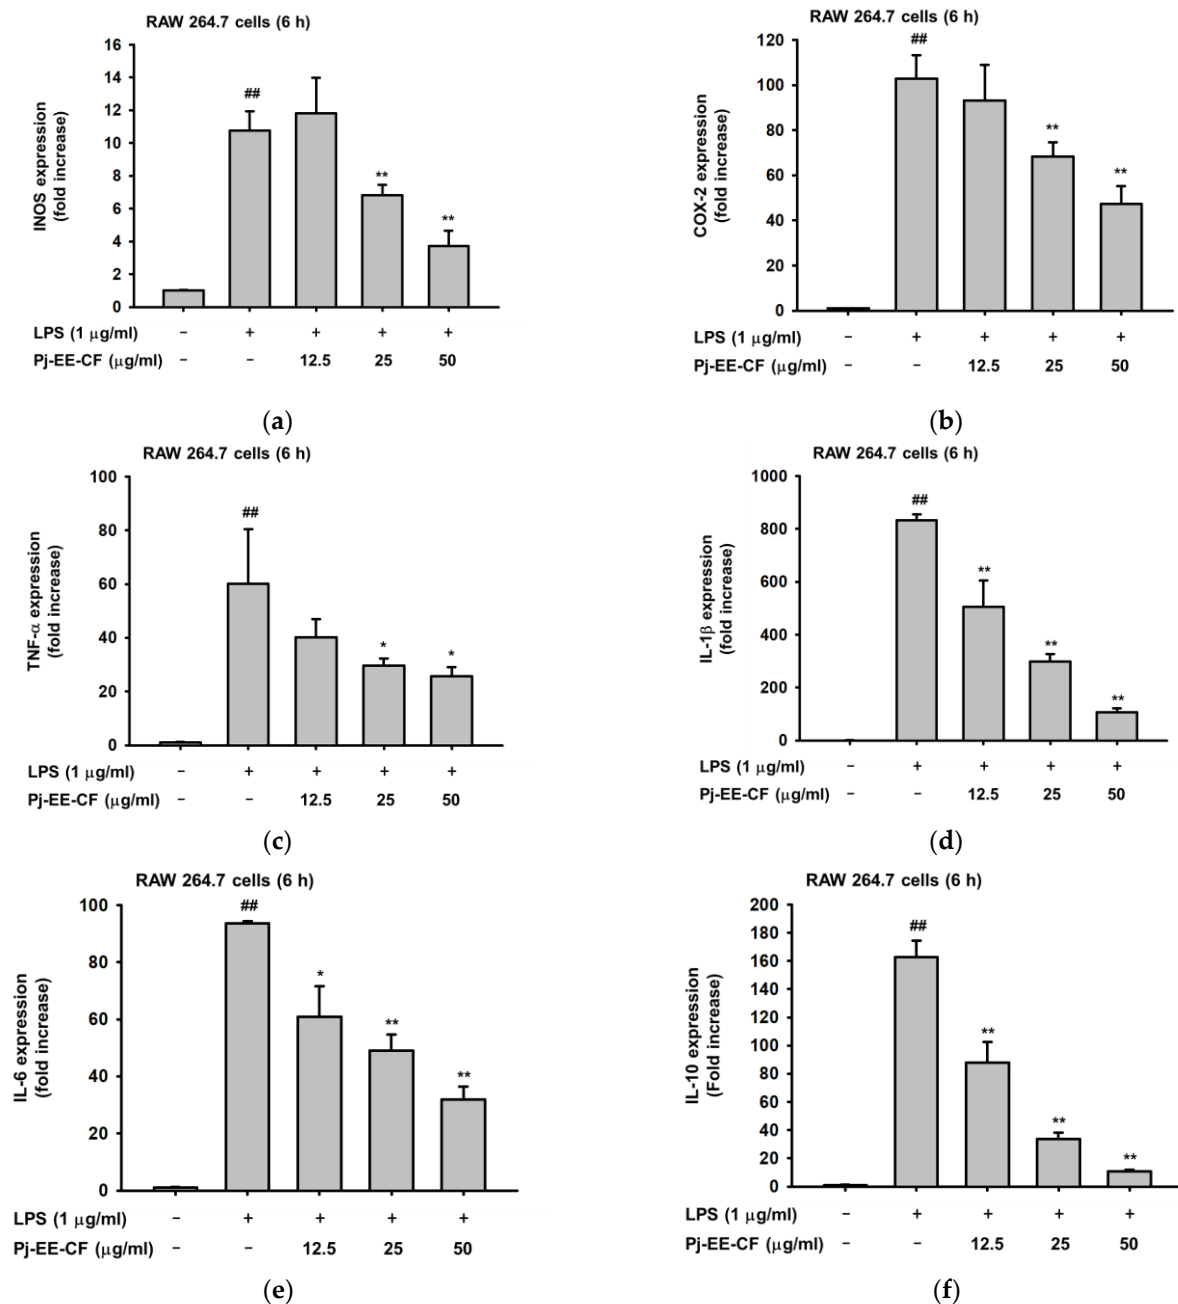 RAW 264.7 cells (6 h)
INOS expression
(fold increase)
16
14
12
10
8
6
4
2
0
##
**
**
LPS (1 μg/ml) − + + + +
Pj-EE-CF (μg/ml) − − 12.5 25 50
(a)
RAW 264.7 cells (6 h)
COX-2 expression
(fold increase)
120
100
80
60
40
20
0
##
**
**
LPS (1 μg/ml) − + + + +
Pj-EE-CF (μg/ml) − − 12.5 25 50
(b)
RAW 264.7 cells (6 h)
TNF-α expression
(fold increase)
100
80
60
40
20
0
##
*
*
LPS (1 μg/ml) − + + + +
Pj-EE-CF (μg/ml) − − 12.5 25 50
(c)
RAW 264.7 cells (6 h)
IL-1β expression
(fold increase)
1000
800
600
400
200
0
##
**
**
**
LPS (1 μg/ml) − + + + +
Pj-EE-CF (μg/ml) − − 12.5 25 50
(d)
RAW 264.7 cells (6 h)
IL-6 expression
(fold increase)
100
80
60
40
20
0
##
*
**
**
LPS (1 μg/ml) − + + + +
Pj-EE-CF (μg/ml) − − 12.5 25 50
(e)
RAW 264.7 cells (6 h)
IL-10 expression
(Fold increase)
200
180
160
140
120
100
80
60
40
20
0
##
**
**
**
LPS (1 μg/ml) − + + + +
Pj-EE-CF (μg/ml) − − 12.5 25 50
(f)